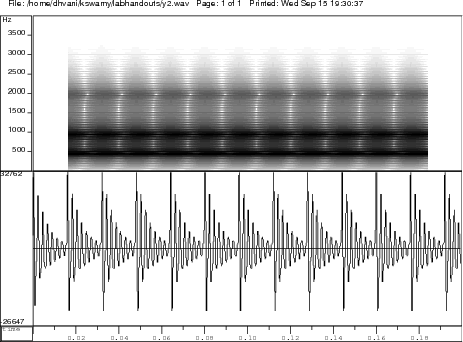 File: /home/dhvani/kswamy/labhandouts/y2.wav Page: 1 of 1 Printed: Wed Sep 15 19:30:37
Hz
3500
3000
2500
2000
1500
1000
500
32762
-26647
time
0.02 0.04 0.06 0.08 0.10 0.12 0.14 0.16 0.18